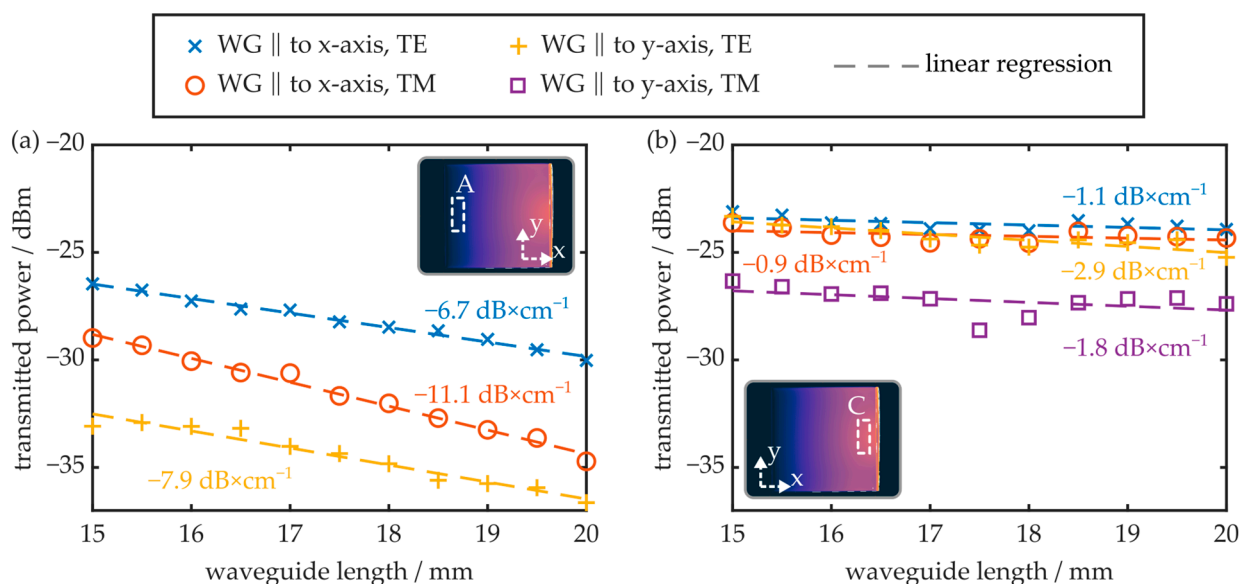 WG || to x-axis, TE
WG || to y-axis, TE
linear regression
WG || to x-axis, TM
WG || to y-axis, TM
(a)
transmitted power / dBm
−20
−25
−30
−35
A
y
x
−6.7 dB×cm⁻¹
−11.1 dB×cm⁻¹
−7.9 dB×cm⁻¹
15 16 17 18 19 20
waveguide length / mm
(b)
transmitted power / dBm
−20
−25
−30
−35
−1.1 dB×cm⁻¹
−0.9 dB×cm⁻¹
−2.9 dB×cm⁻¹
−1.8 dB×cm⁻¹
C
y
x
15 16 17 18 19 20
waveguide length / mm